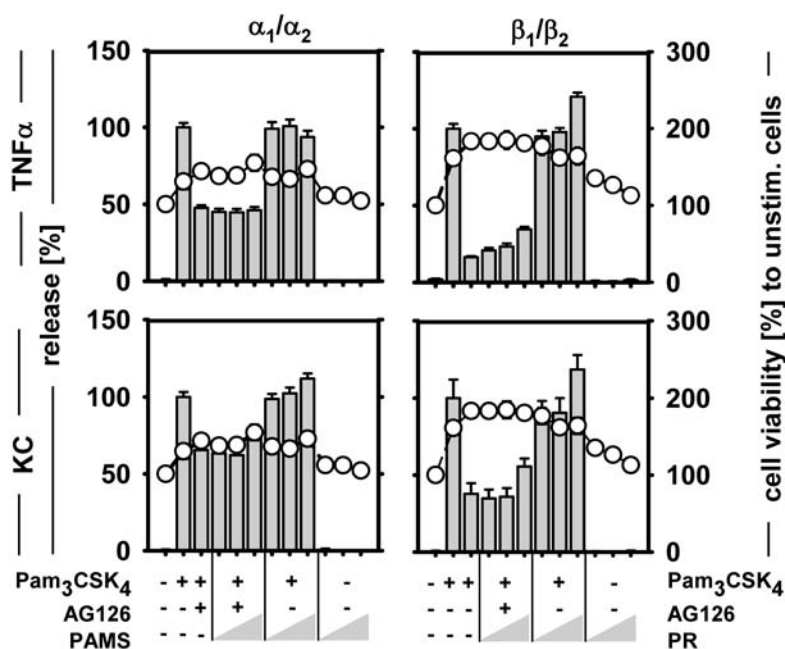 α1/α2
β1/β2
TNFα
KC
release [%]
150
100
50
0
150
100
50
0
300
200
100
0
300
200
100
0
cell viability [%] to unstim. cells
Pam3CSK4 - + + + + -
AG126 - - + + - -
PAMS - - -
- + + + + - Pam3CSK4
- - + + - - AG126
- - - PR